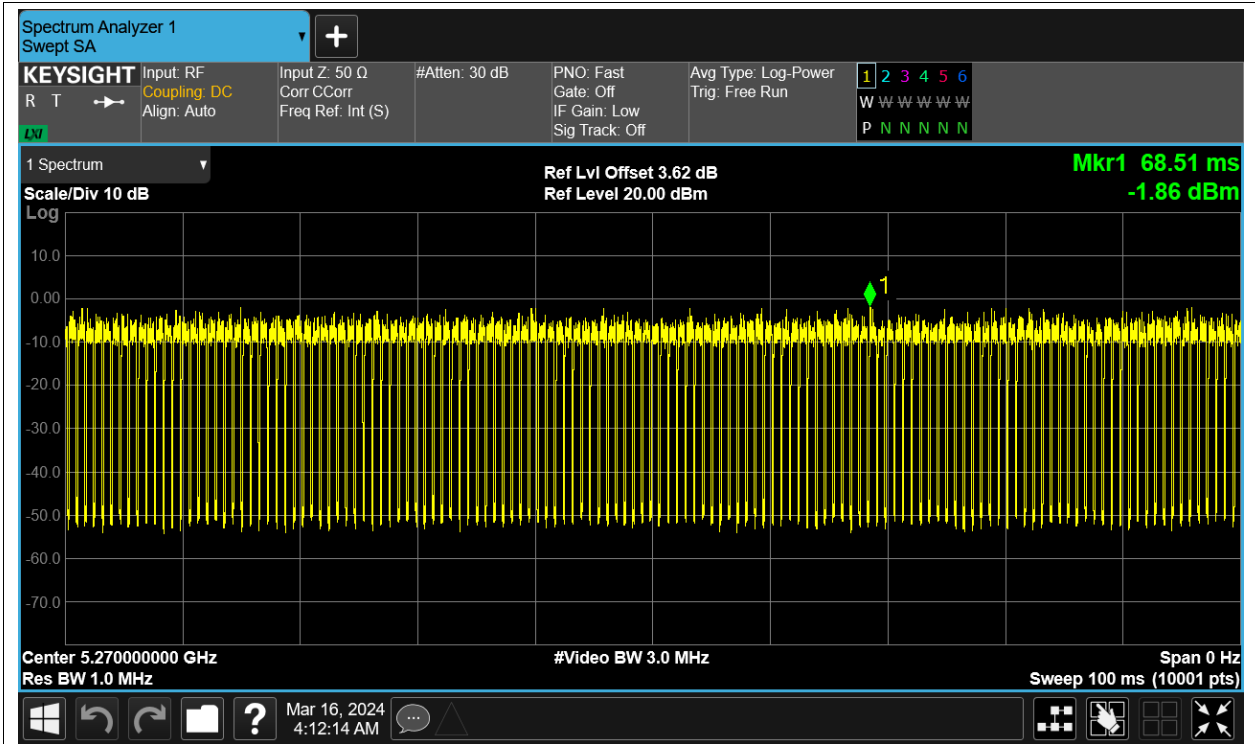 Spectrum Analyzer 1
Swept SA
KEYSIGHT
R T
LXI
Input: RF
Coupling: DC
Align: Auto
Input Z: 50 Ω
Corr CCorr
Freq Ref: Int (S)
#Atten: 30 dB
PNO: Fast
Gate: Off
IF Gain: Low
Sig Track: Off
Avg Type: Log-Power
Trig: Free Run
1 2 3 4 5 6
W W W W W W
P N N N N N
1 Spectrum
Scale/Div 10 dB
Ref Lvl Offset 3.62 dB
Ref Level 20.00 dBm
Mkr1 68.51 ms
-1.86 dBm
Log
10.0
0.00
1
-10.0
-20.0
-30.0
-40.0
-50.0
-60.0
-70.0
Center 5.270000000 GHz
Res BW 1.0 MHz
#Video BW 3.0 MHz
Span 0 Hz
Sweep 100 ms (10001 pts)
?
Mar 16, 2024
4:12:14 AM